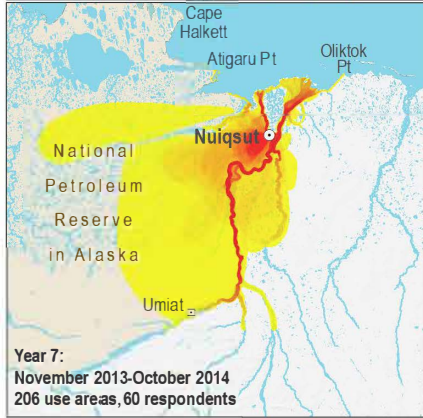 Cape
Halkett
Atigaru Pt
Oliktok
Pt
Nuiqsut
National
Petroleum
Reserve
in Alaska
Umiat
Year 7:
November 2013-October 2014
206 use areas, 60 respondents